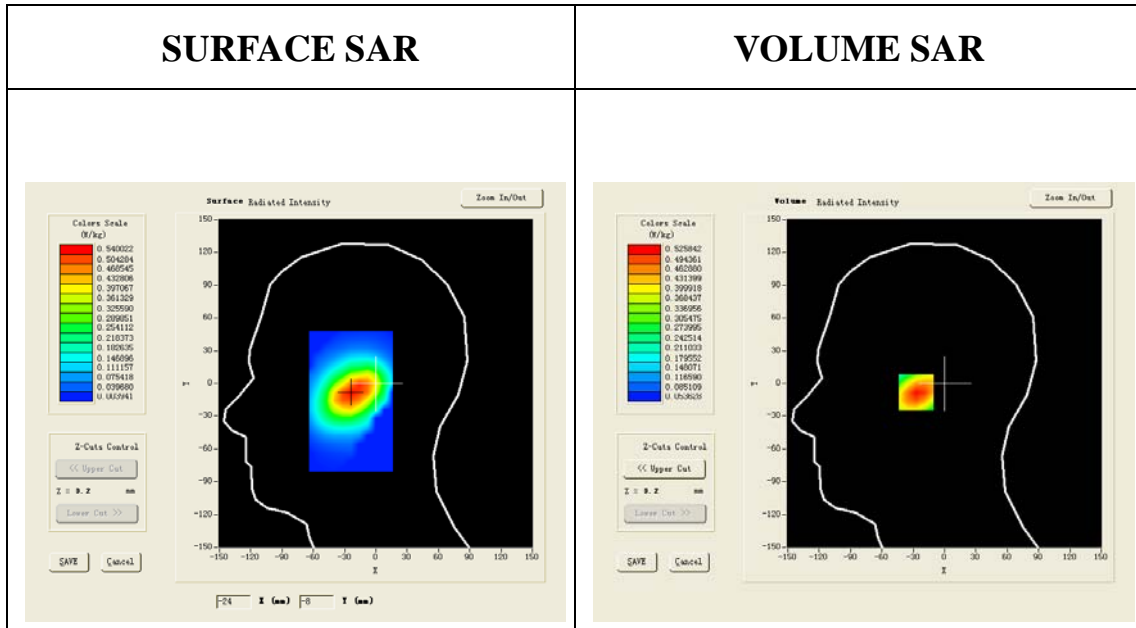 SURFACE SAR
Surface Radiated Intensity
Zoom In/Out
Colors Scale
(W/kg)
0.540022
0.504284
0.468545
0.432806
0.397067
0.361329
0.325590
0.289851
0.254112
0.218373
0.182635
0.146896
0.111157
0.075418
0.039680
0.003941
Z-Cuts Control
<< Upper Cut
Z = mm
Lower Cut >>
SAVE Cancel
150
120
90
60
30
0
-30
-60
-90
-120
-150
Y
-150 -120 -90 -60 -30 0 30 60 90 120 150
X
-24 X (mm) -8 Y (mm)
VOLUME SAR
Volume Radiated Intensity
Zoom In/Out
Colors Scale
(W/kg)
0.525842
0.494361
0.462880
0.431399
0.399918
0.368437
0.336956
0.305475
0.273995
0.242514
0.211033
0.179552
0.148071
0.116590
0.085109
0.053628
Z-Cuts Control
<< Upper Cut
Z = mm
Lower Cut >>
SAVE Cancel
150
120
90
60
30
0
-30
-60
-90
-120
-150
Y
-150 -120 -90 -60 -30 0 30 60 90 120 150
X